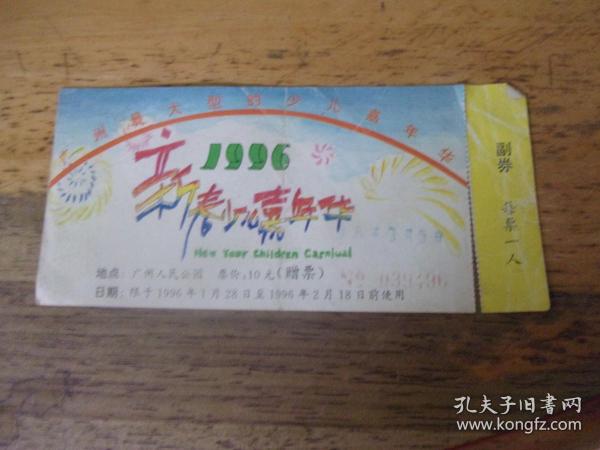 广州最大型的少儿嘉年华
1996
新春少儿嘉年华
New Year Children Carnival
地点：广州人民公园 票价：10元（赠票）
日期：限于1996年1月28日至1996年2月18日前使用
副券
每票一人
孔夫子旧书网
www.kongfz.com